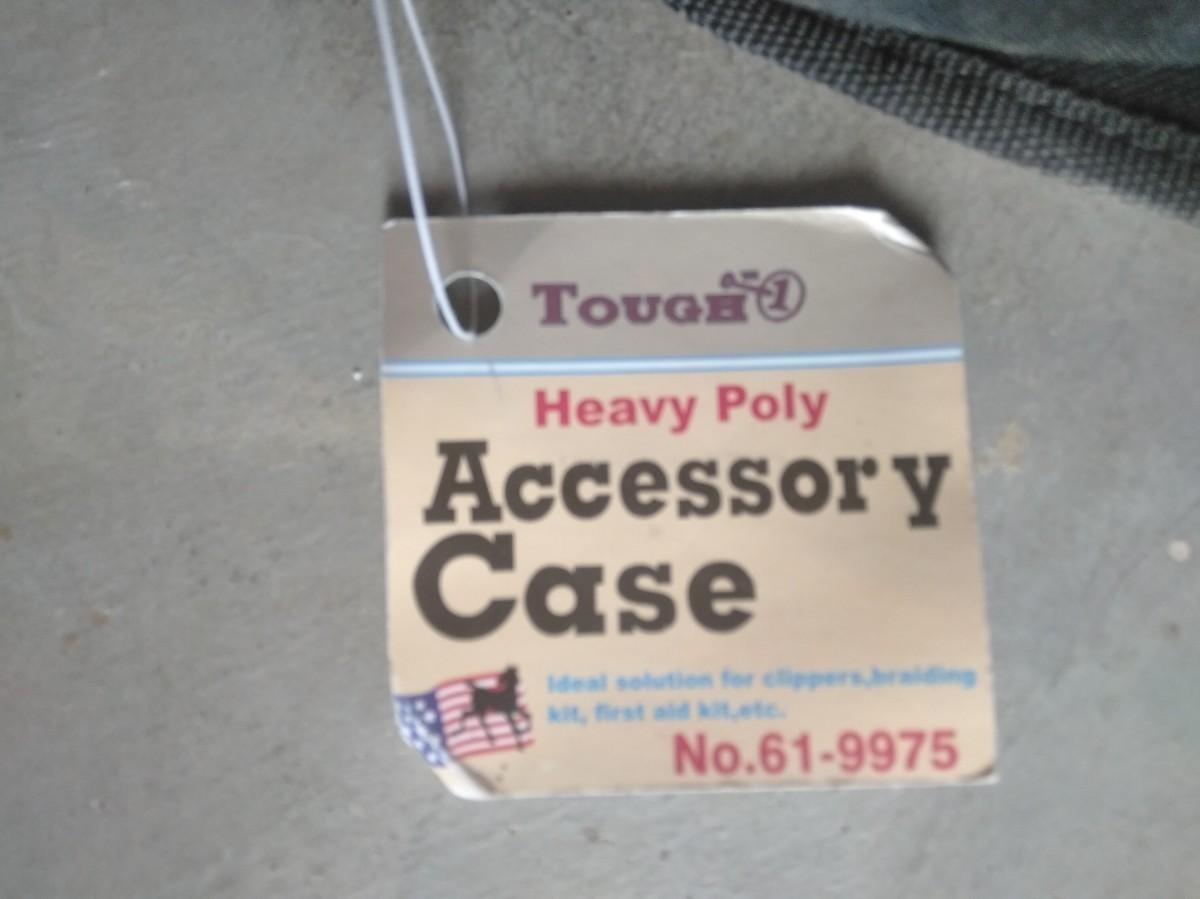 Tough 1
Heavy Poly
Accessory
Case
Ideal solution for clippers,braiding
kit, first aid kit,etc.
No.61-9975